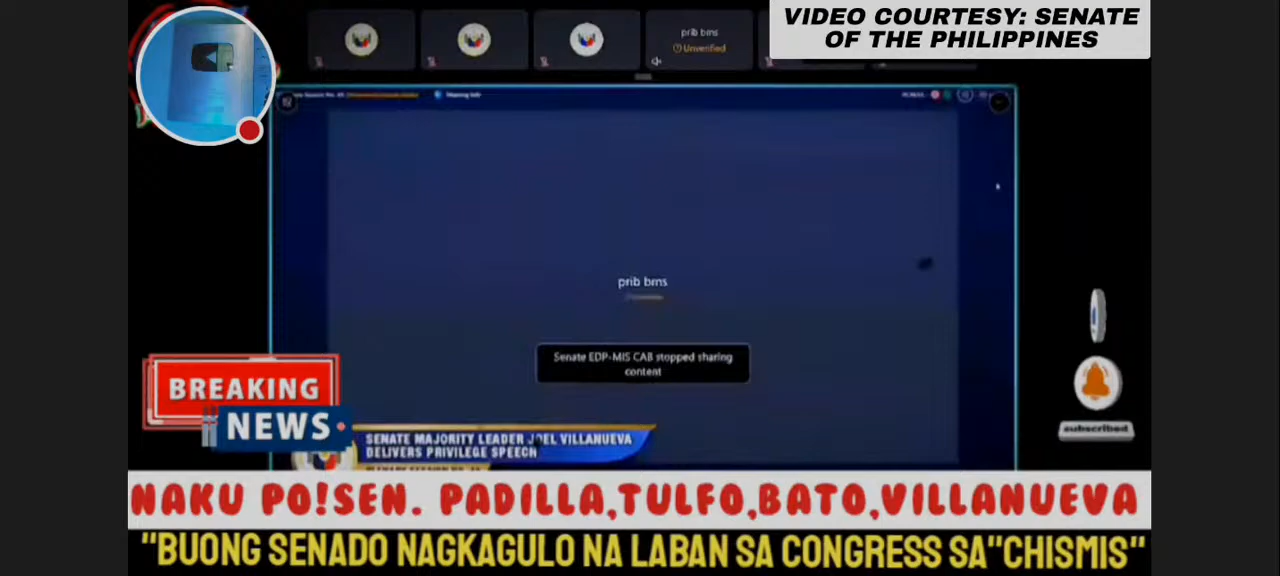 VIDEO COURTESY: SENATE
OF THE PHILIPPINES
prib bms
Unverified
prib bms
Senate EDP-MIS CAB stopped sharing
content
BREAKING
NEWS
SENATE MAJORITY LEADER JOEL VILLANUEVA
DELIVERS PRIVILEGE SPEECH
subscribed
NAKU PO!SEN. PADILLA,TULFO,BATO,VILLANUEVA
"BUONG SENADO NAGKAGULO NA LABAN SA CONGRESS SA"CHISMIS"